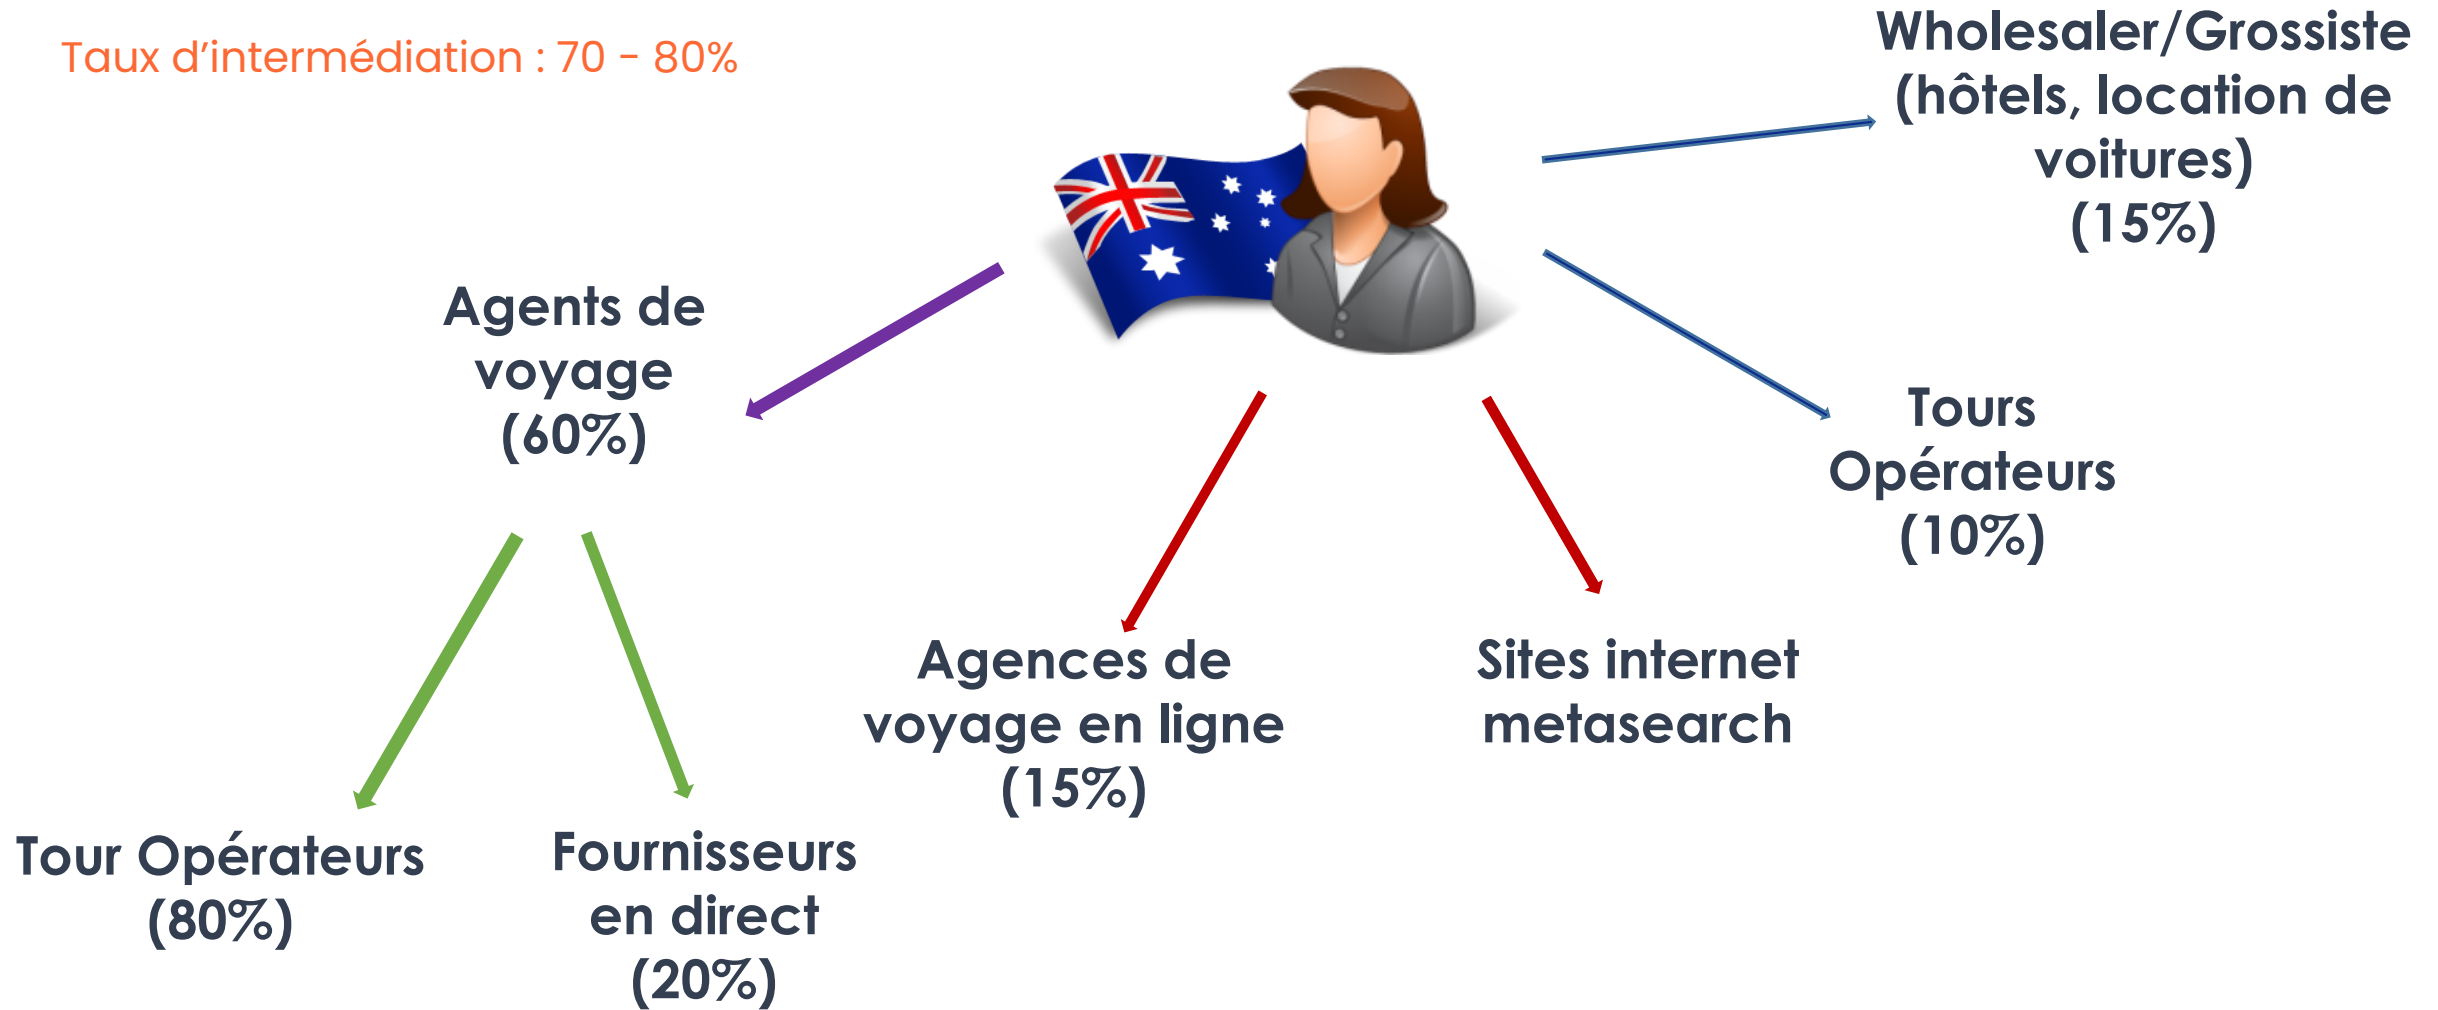 Taux d’intermédiation : 70 - 80%
Wholesaler/Grossiste
(hôtels, location de
voitures)
(15%)
Agents de
voyage
(60%)
Tours
Opérateurs
(10%)
Agences de
voyage en ligne
(15%)
Sites internet
metasearch
Tour Opérateurs
(80%)
Fournisseurs
en direct
(20%)